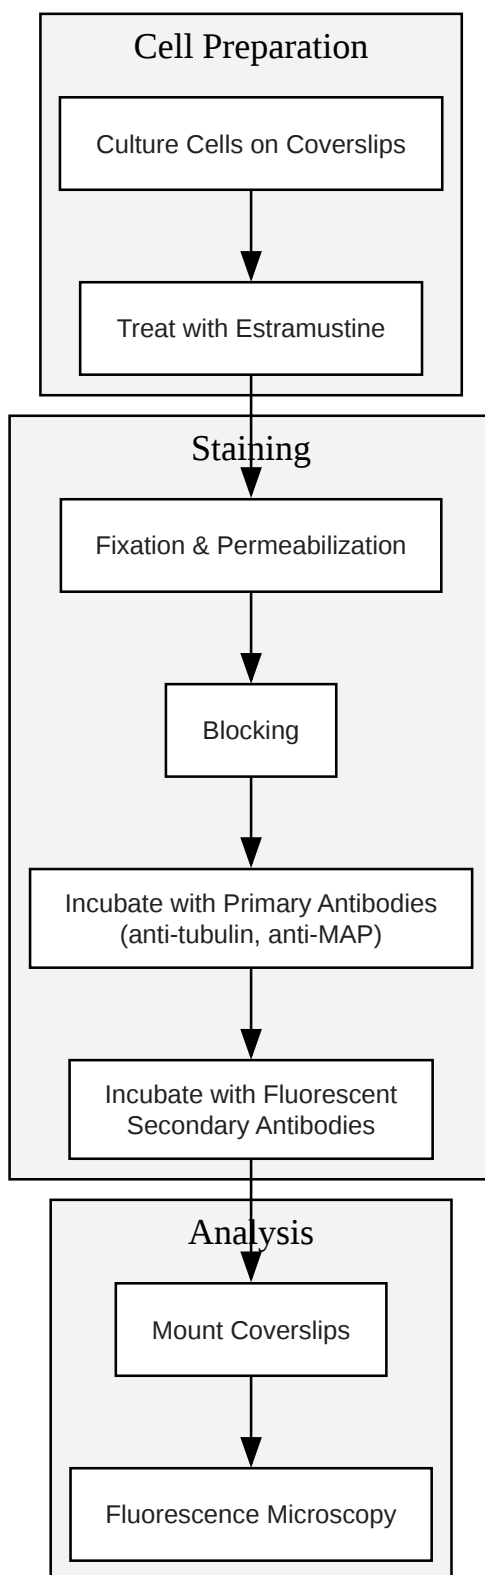 Cell Preparation
Culture Cells on Coverslips
Treat with Estramustine
Staining
Fixation & Permeabilization
Blocking
Incubate with Primary Antibodies
(anti-tubulin, anti-MAP)
Incubate with Fluorescent
Secondary Antibodies
Analysis
Mount Coverslips
Fluorescence Microscopy